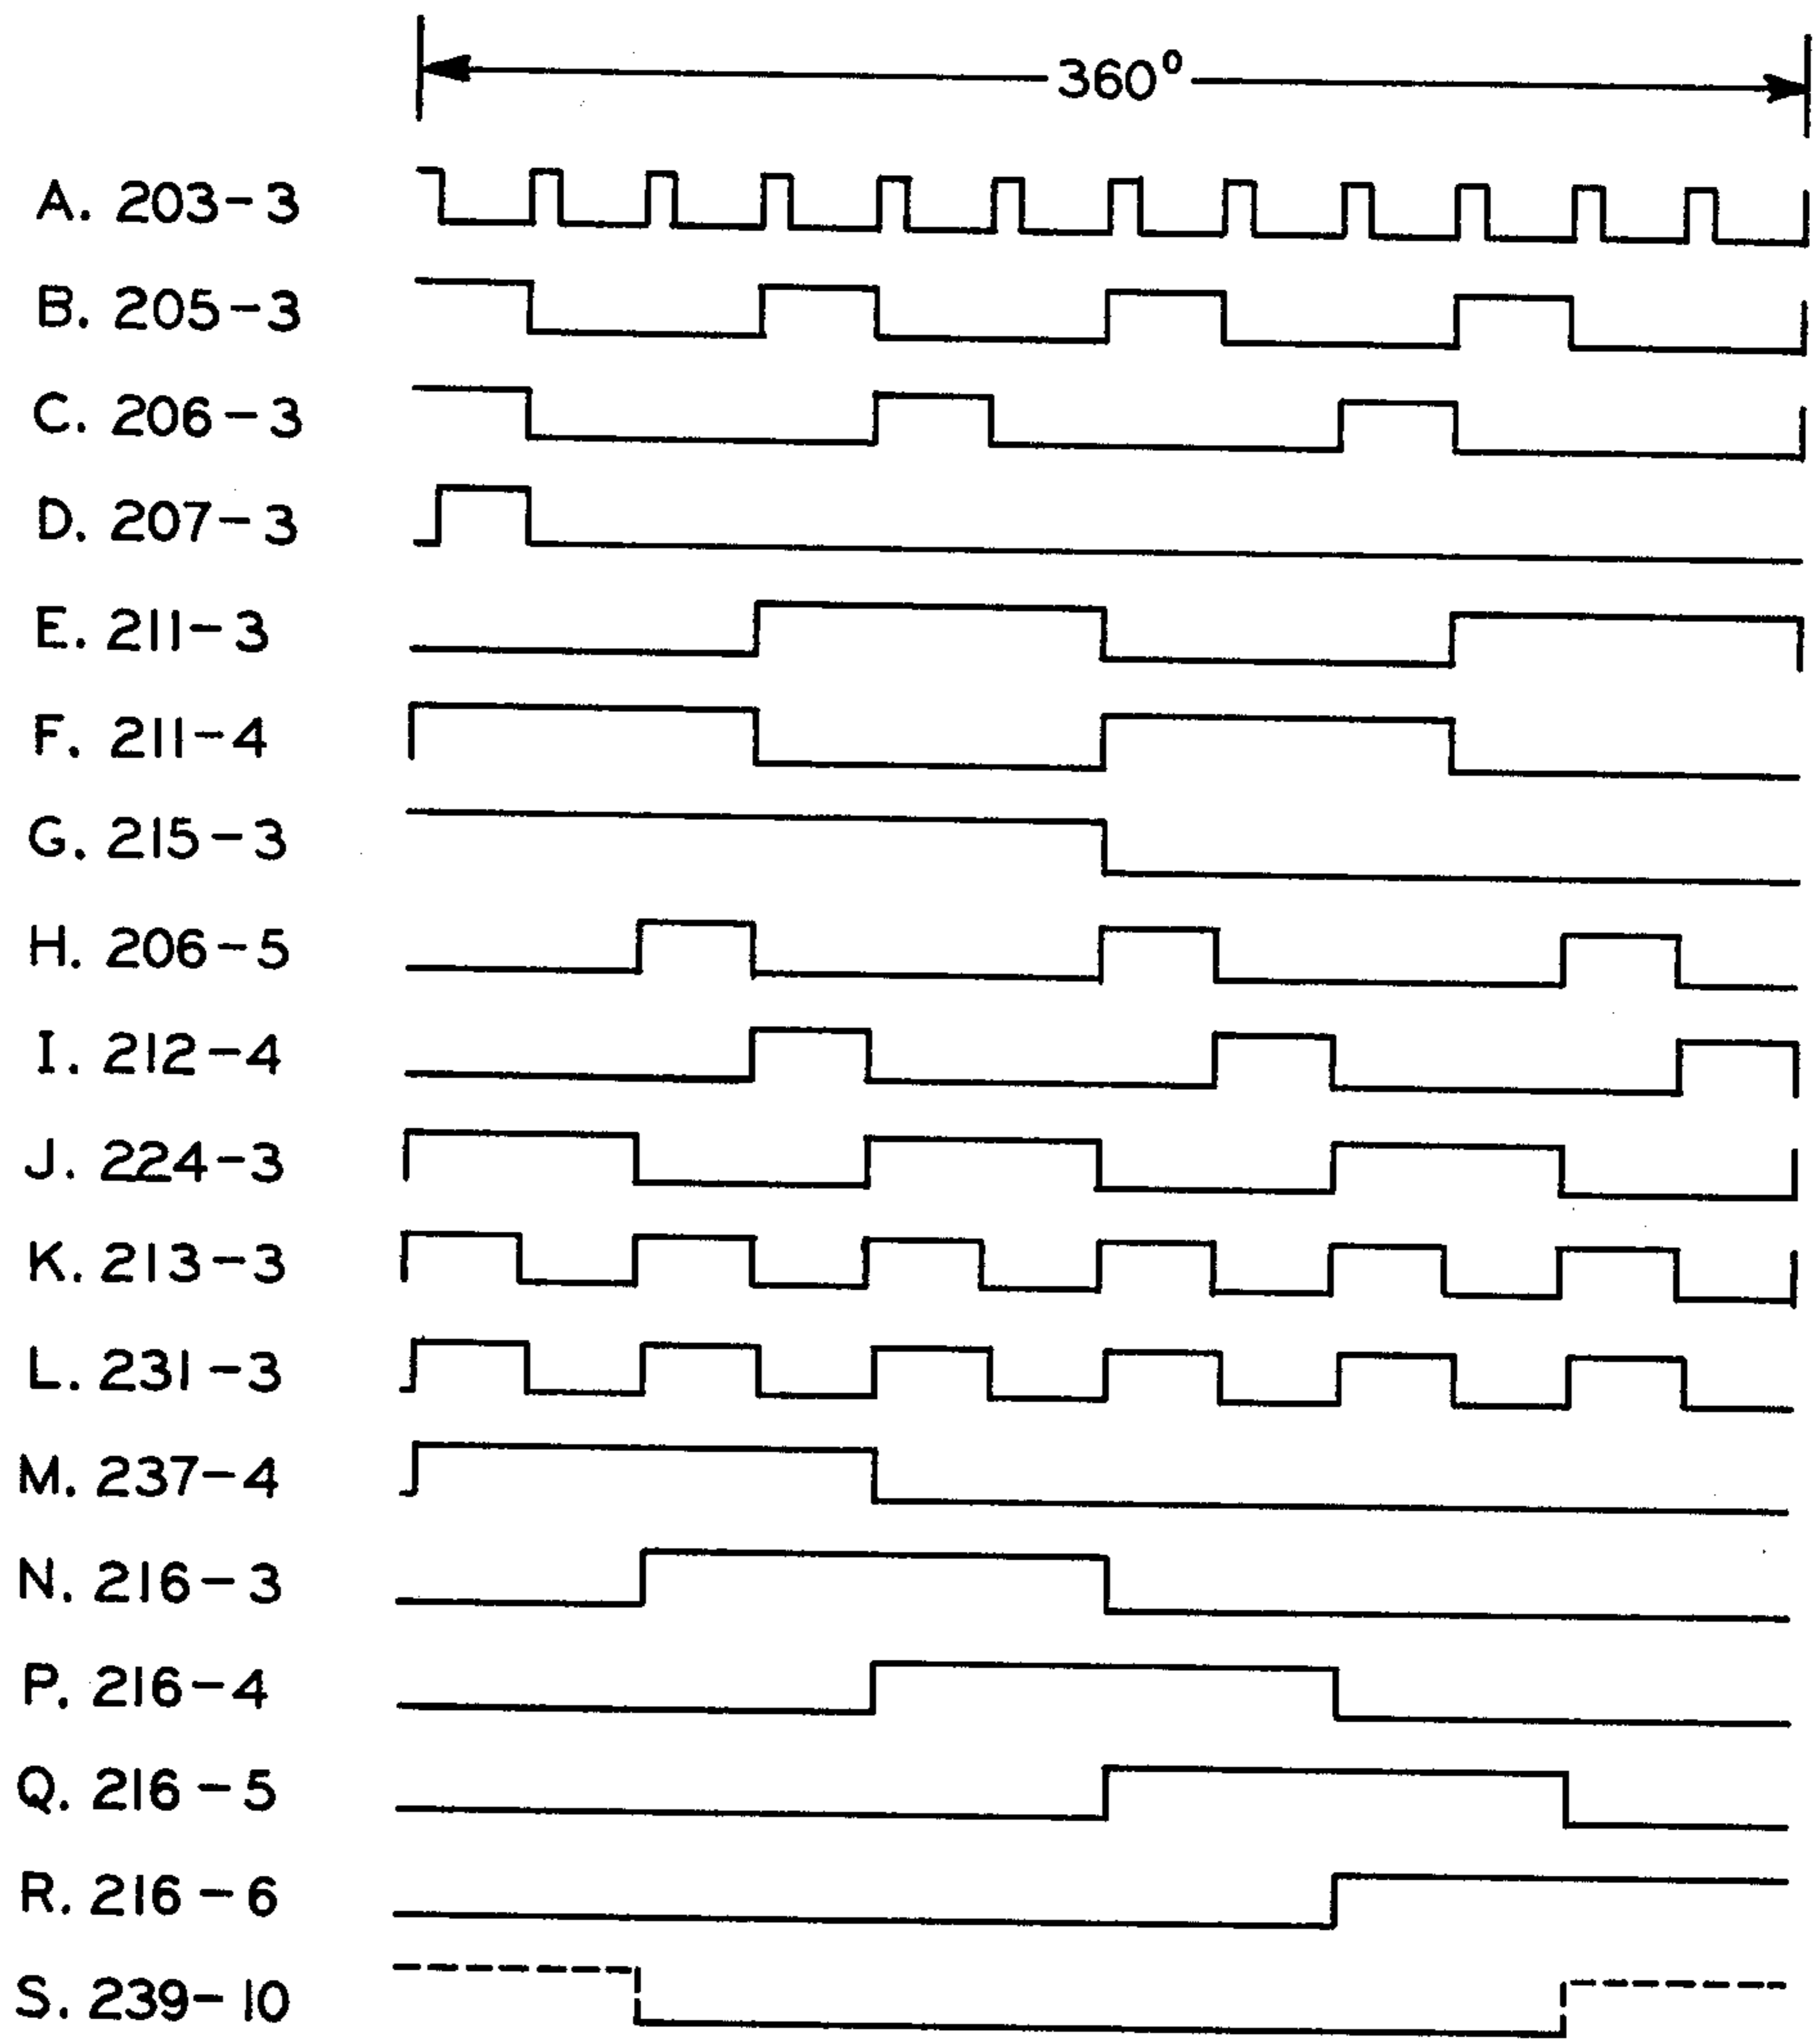 360°
A. 203-3
B. 205-3
C. 206-3
D. 207-3
E. 211-3
F. 211-4
G. 215-3
H. 206-5
I. 212-4
J. 224-3
K. 213-3
L. 231-3
M. 237-4
N. 216-3
P. 216-4
Q. 216-5
R. 216-6
S. 239-10